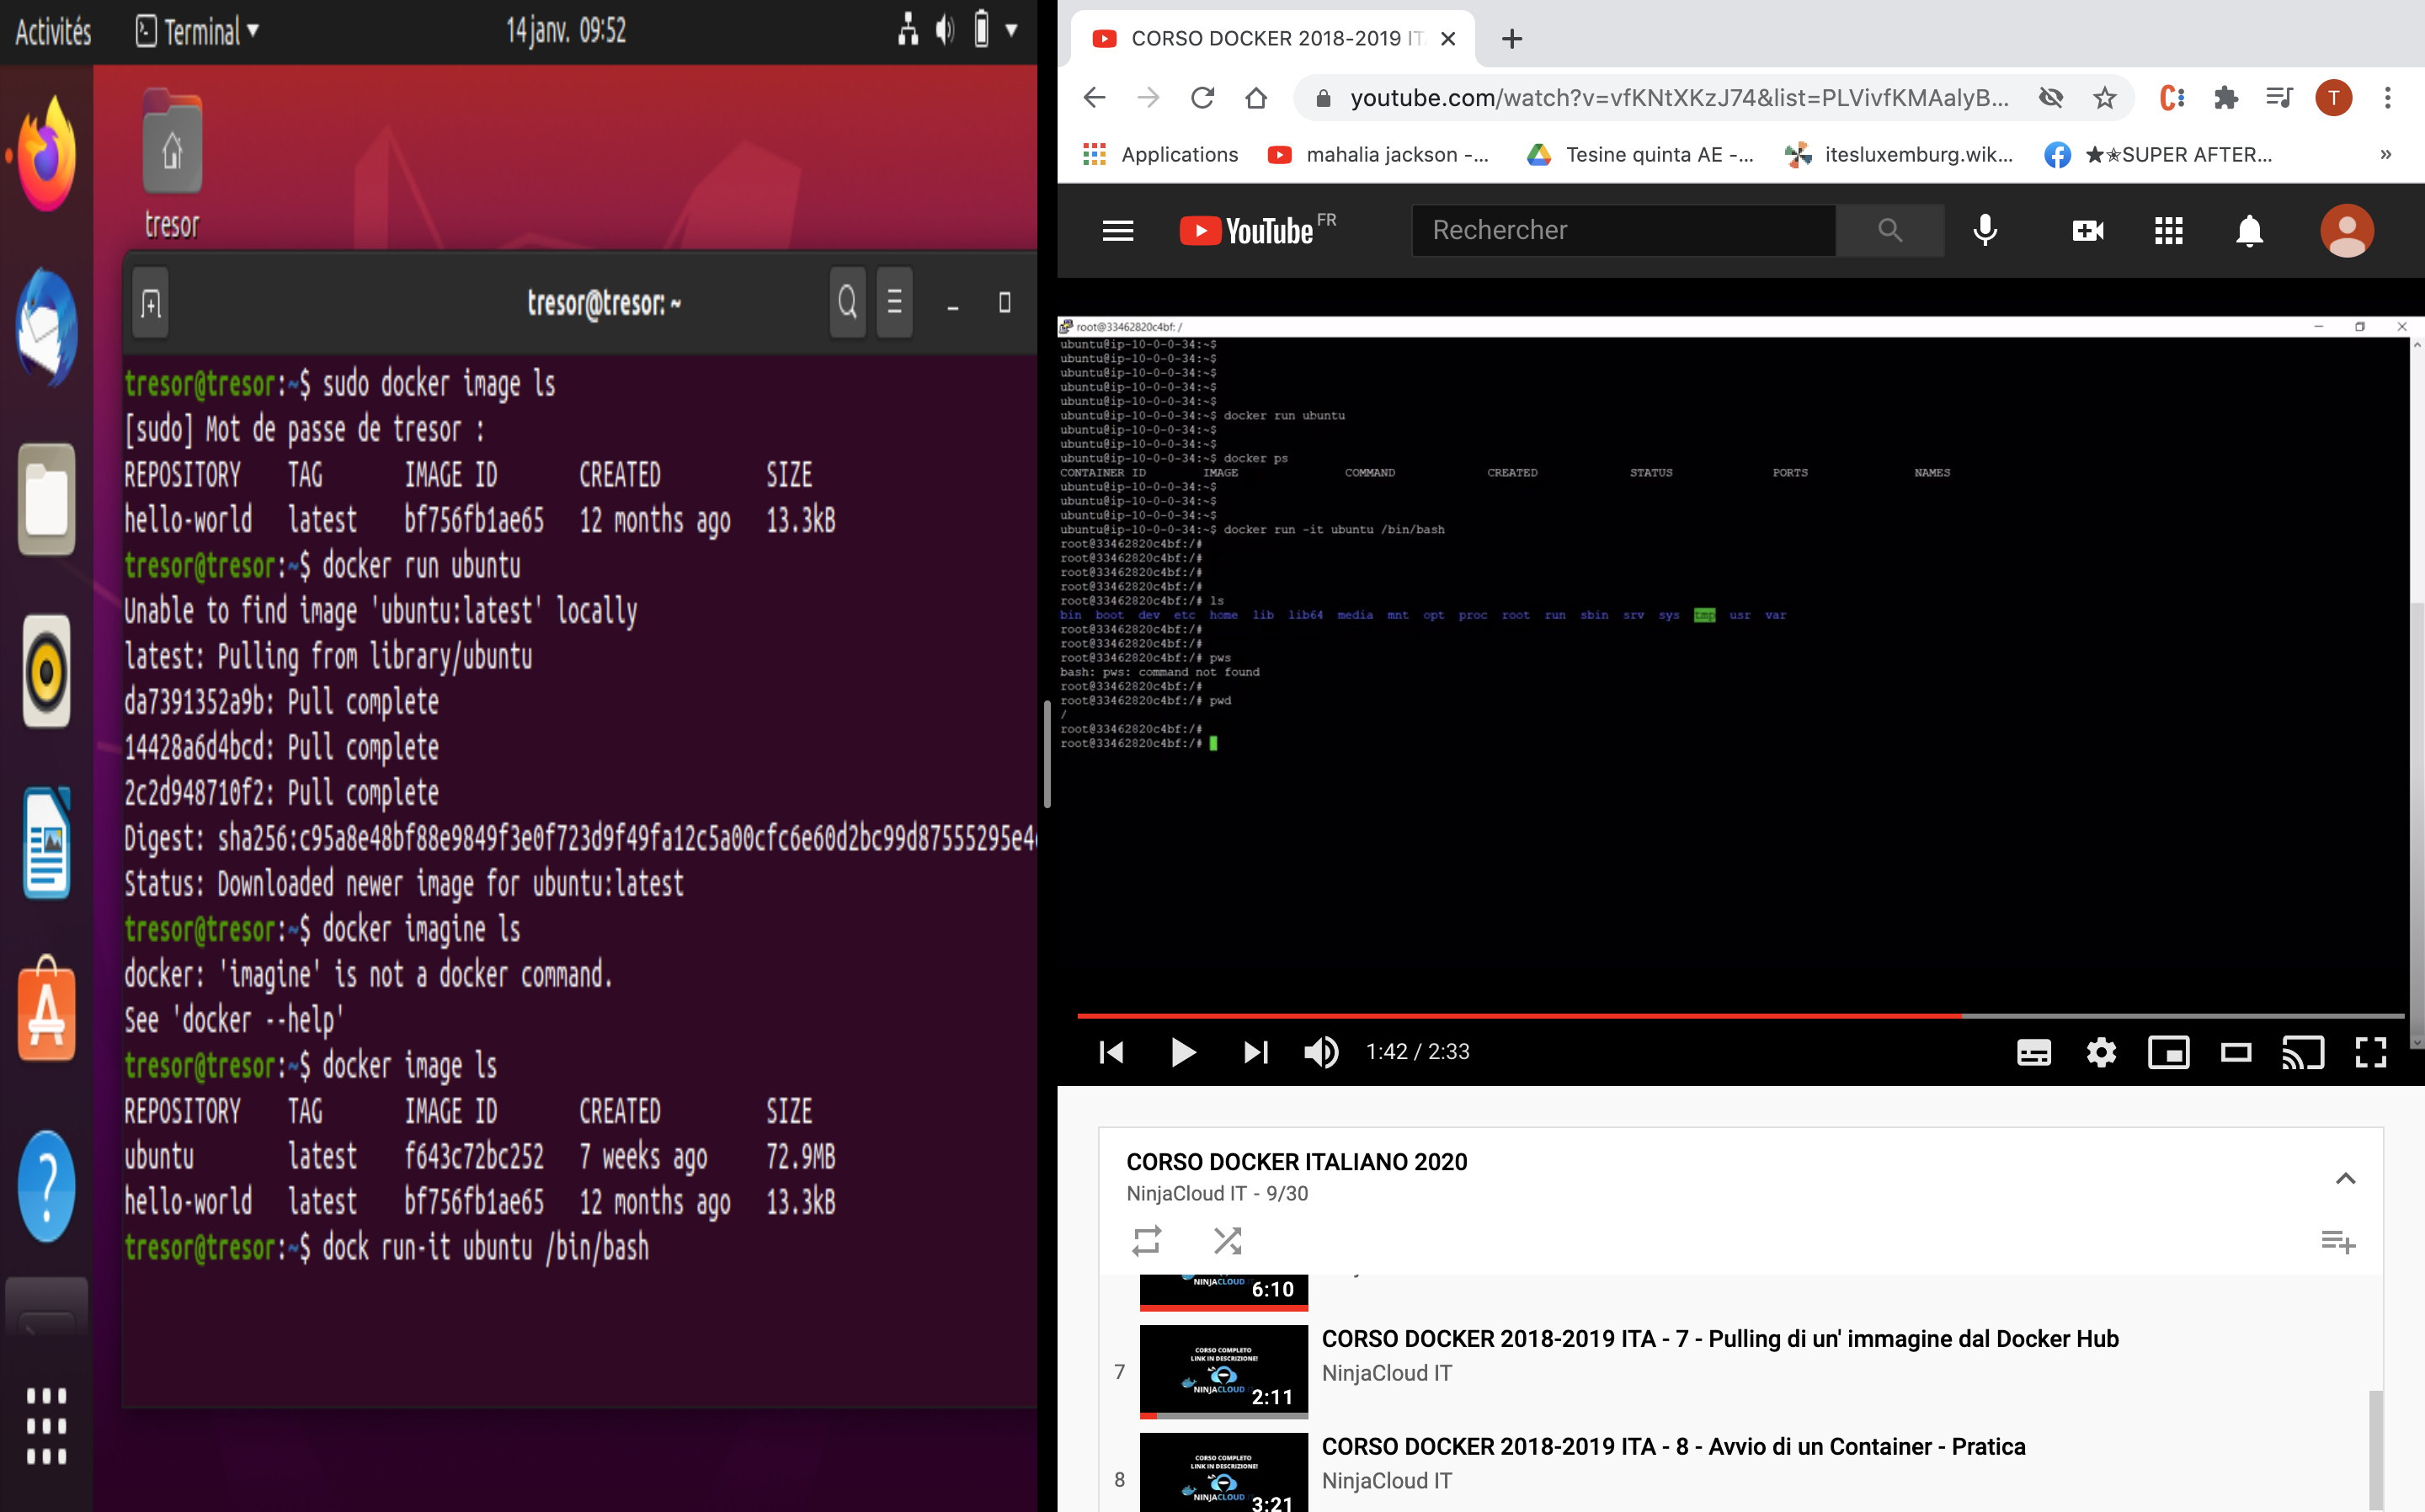 Activités
Terminal
14 janv. 09:52
tresor
tresor@tresor: ~
tresor@tresor:~$ sudo docker image ls
[sudo] Mot de passe de tresor :
REPOSITORY TAG IMAGE ID CREATED SIZE
hello-world latest bf756fb1ae65 12 months ago 13.3kB
tresor@tresor:~$ docker run ubuntu
Unable to find image 'ubuntu:latest' locally
latest: Pulling from library/ubuntu
da7391352a9b: Pull complete
14428a6d4bcd: Pull complete
2c2d948710f2: Pull complete
Digest: sha256:c95a8e48bf88e9849f3e0f723d9f49fa12c5a00cfc6e60d2bc99d87555295e4
Status: Downloaded newer image for ubuntu:latest
tresor@tresor:~$ docker imagine ls
docker: 'imagine' is not a docker command.
See 'docker --help'
tresor@tresor:~$ docker image ls
REPOSITORY TAG IMAGE ID CREATED SIZE
ubuntu latest f643c72bc252 7 weeks ago 72.9MB
hello-world latest bf756fb1ae65 12 months ago 13.3kB
tresor@tresor:~$ dock run-it ubuntu /bin/bash
CORSO DOCKER 2018-2019 IT
youtube.com/watch?v=vfKNtXKzJ74&list=PLVivfKMAalyB...
T
Applications
mahalia jackson -...
Tesine quinta AE -...
itesluxemburg.wik...
★✭SUPER AFTER...
»
YouTube FR
Rechercher
root@33462820c4bf: /
ubuntu@ip-10-0-0-34:~$
ubuntu@ip-10-0-0-34:~$
ubuntu@ip-10-0-0-34:~$
ubuntu@ip-10-0-0-34:~$
ubuntu@ip-10-0-0-34:~$
ubuntu@ip-10-0-0-34:~$ docker run ubuntu
ubuntu@ip-10-0-0-34:~$
ubuntu@ip-10-0-0-34:~$
ubuntu@ip-10-0-0-34:~$ docker ps
CONTAINER ID IMAGE COMMAND CREATED STATUS PORTS NAMES
ubuntu@ip-10-0-0-34:~$
ubuntu@ip-10-0-0-34:~$
ubuntu@ip-10-0-0-34:~$
ubuntu@ip-10-0-0-34:~$ docker run -it ubuntu /bin/bash
root@33462820c4bf:/#
root@33462820c4bf:/#
root@33462820c4bf:/#
root@33462820c4bf:/#
root@33462820c4bf:/# ls
bin boot dev etc home lib lib64 media mnt opt proc root run sbin srv sys tmp usr var
root@33462820c4bf:/#
root@33462820c4bf:/#
root@33462820c4bf:/# pws
bash: pws: command not found
root@33462820c4bf:/#
root@33462820c4bf:/# pwd
/
root@33462820c4bf:/#
root@33462820c4bf:/#
1:42 / 2:33
CORSO DOCKER ITALIANO 2020
NinjaCloud IT - 9/30
NINJACLOUD
6:10
7
CORSO COMPLETO
LINK IN DESCRIZIONE!
NINJACLOUD
2:11
CORSO DOCKER 2018-2019 ITA - 7 - Pulling di un' immagine dal Docker Hub
NinjaCloud IT
8
CORSO COMPLETO
LINK IN DESCRIZIONE!
NINJACLOUD
3:21
CORSO DOCKER 2018-2019 ITA - 8 - Avvio di un Container - Pratica
NinjaCloud IT